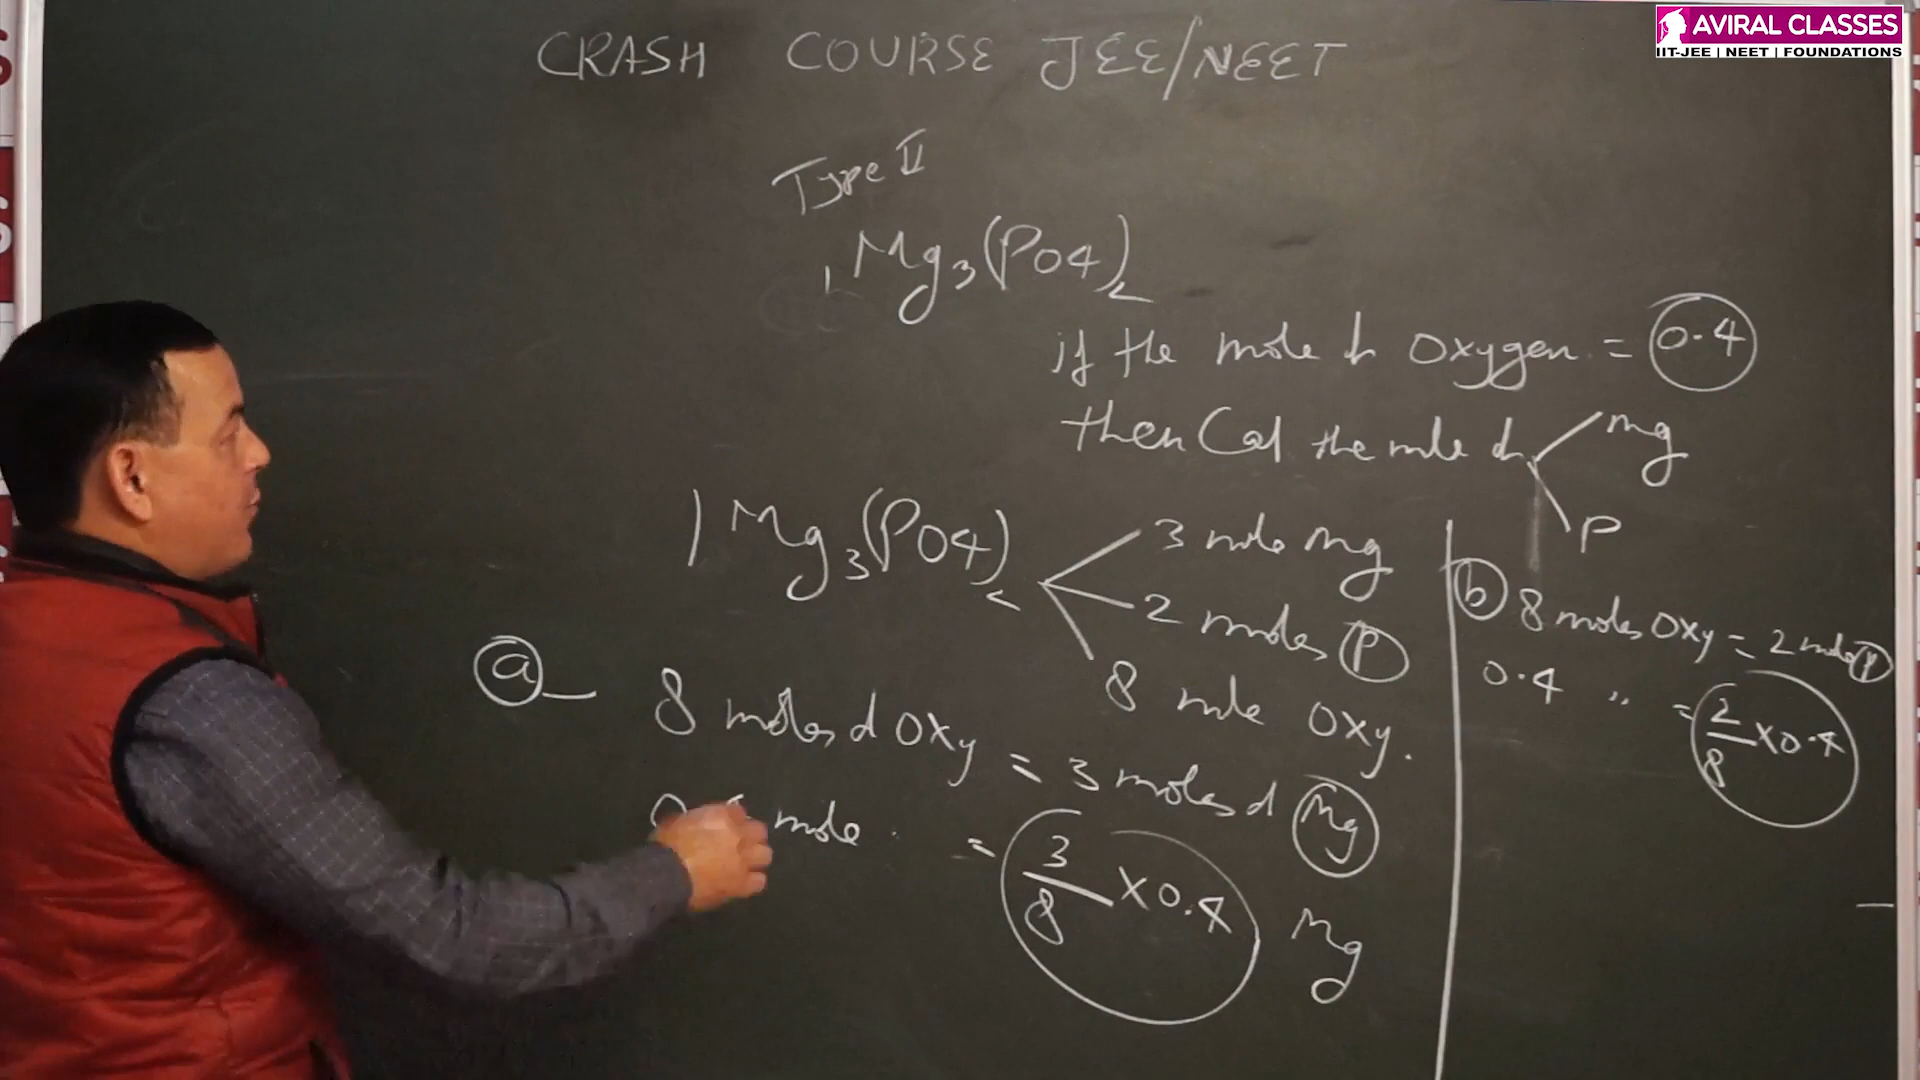 AVIRAL CLASSES
IIT-JEE | NEET | FOUNDATIONS
CRASH COURSE JEE/NEET
Type II
1 Mg3(PO4)2
if the mole of oxygen = 0.4
then Cal the mole of Mg
P
1 Mg3(PO4)2
3 mole Mg
2 moles P
8 mole oxy.
a 8 moles of oxy = 3 moles of Mg
mole = 3/8 x 0.4 Mg
b 8 moles oxy = 2 moles P
0.4 " = 2/8 x 0.4